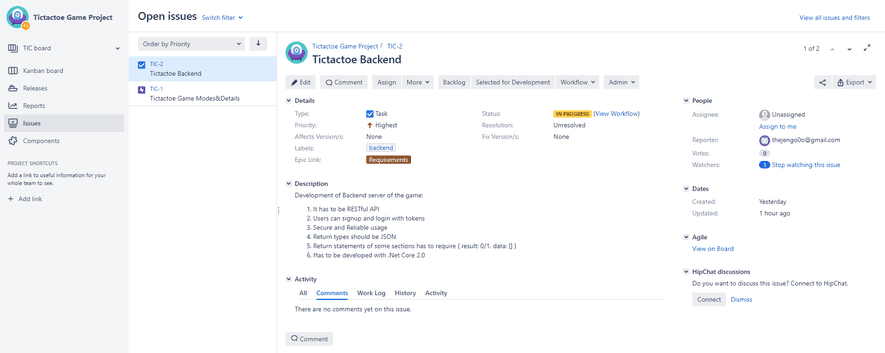 Tictactoe Game Project
Open issues
Switch filter
View all issues and filters
TIC board
Kanban board
Releases
Reports
Issues
Components
PROJECT SHORTCUTS
Add a link to useful information for your
whole team to see.
+ Add link
Order by Priority
TIC-2
Tictactoe Backend
TIC-1
Tictactoe Game Modes&Details
Tictactoe Game Project / TIC-2
1 of 2
Tictactoe Backend
Edit Comment Assign More Backlog Selected for Development Workflow Admin Export
Details
Type: Task
Status: IN PROGRESS (View Workflow)
Priority: Highest
Resolution: Unresolved
Affects Version/s: None
Fix Version/s: None
Labels: backend
Epic Link: Requirements
Description
Development of Backend server of the game:
1. It has to be RESTful API
2. Users can signup and login with tokens
3. Secure and Reliable usage
4. Return types should be JSON
5. Return statements of some sections has to require { result: 0/1. data: [] }
6. Has to be developed with .Net Core 2.0
Activity
All Comments Work Log History Activity
There are no comments yet on this issue.
Comment
People
Assignee: Unassigned
Assign to me
Reporter: thejengo0o@gmail.com
Votes: 0
Watchers: 1 Stop watching this issue
Dates
Created: Yesterday
Updated: 1 hour ago
Agile
View on Board
HipChat discussions
Do you want to discuss this issue? Connect to HipChat.
Connect Dismiss